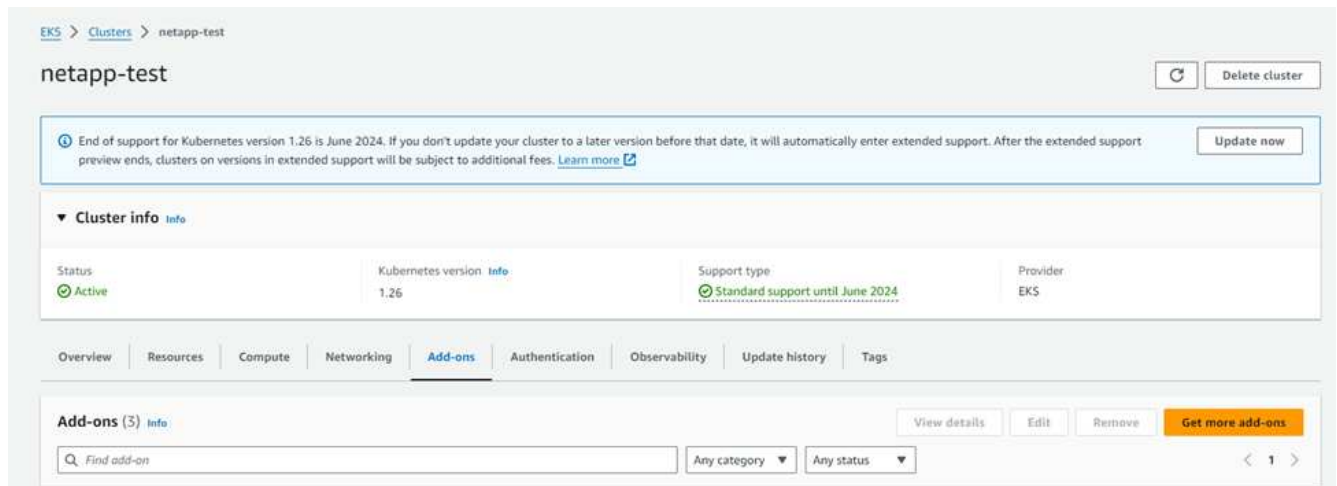 EKS > Clusters > netapp-test
netapp-test
Delete cluster
End of support for Kubernetes version 1.26 is June 2024. If you don't update your cluster to a later version before that date, it will automatically enter extended support. After the extended support
preview ends, clusters on versions in extended support will be subject to additional fees. Learn more
Update now
Cluster info Info
Status
Active
Kubernetes version Info
1.26
Support type
Standard support until June 2024
Provider
EKS
Overview Resources Compute Networking Add-ons Authentication Observability Update history Tags
Add-ons (3) Info
View details Edit Remove Get more add-ons
Find add-on
Any category Any status
< 1 >